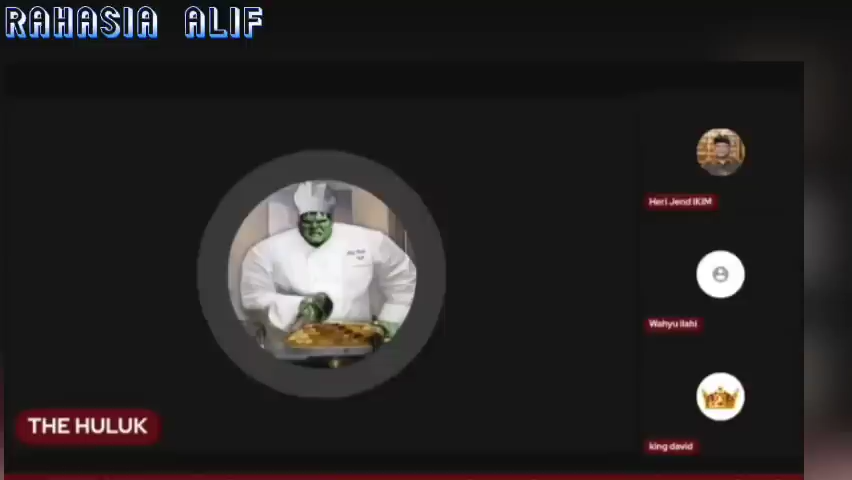 RAHASIA ALIF
Heri Jend IKIM
Wahyu ilahi
king david
THE HULUK